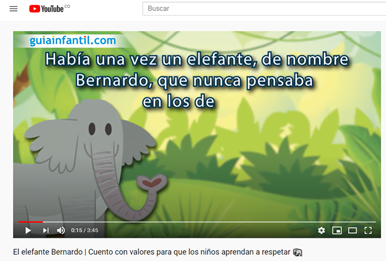 YouTube CO
Buscar
guiainfantil.com
Había una vez un elefante, de nombre
Bernardo, que nunca pensaba
en los de
0:15 / 3:45
El elefante Bernardo | Cuento con valores para que los niños aprendan a respetar